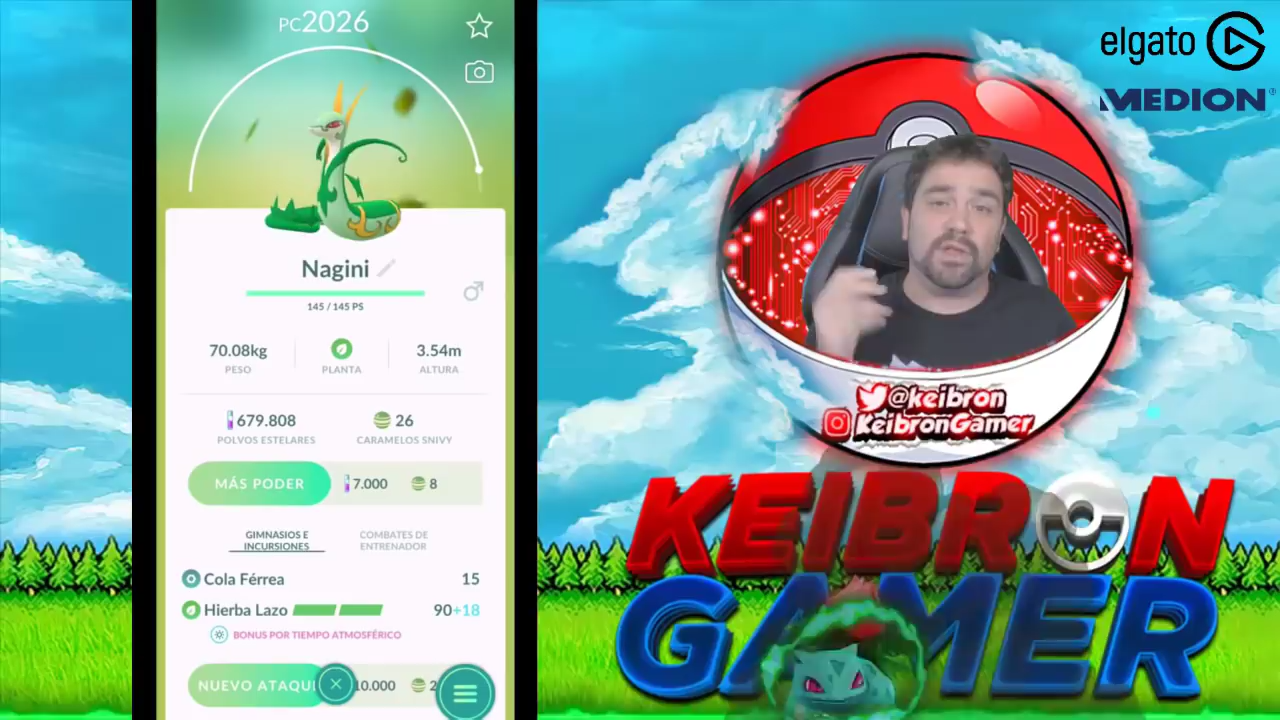 PC2026
Nagini
145 / 145 PS
70.08kg
PESO
PLANTA
3.54m
ALTURA
679.808
POLVOS ESTELARES
26
CARAMELOS SNIVY
MÁS PODER
7.000
8
GIMNASIOS E
INCURSIONES
COMBATES DE
ENTRENADOR
Cola Férrea
15
Hierba Lazo
90+18
BONUS POR TIEMPO ATMOSFÉRICO
NUEVO ATAQU
10.000
2
elgato
MEDION®
@keibron
KeibronGamer
KEIBRON
GAMER